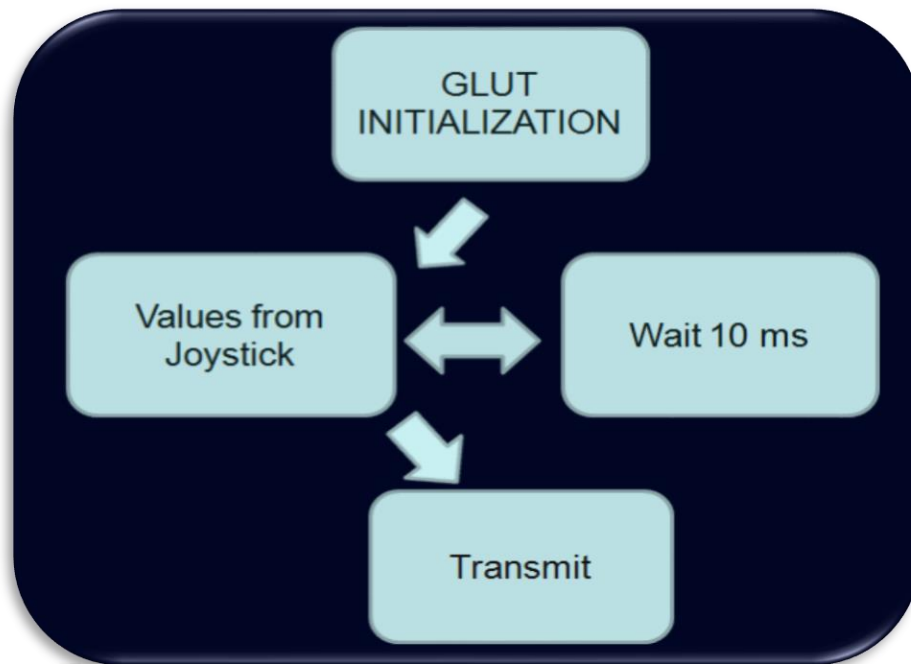 GLUT
INITIALIZATION
Values from
Joystick
Wait 10 ms
Transmit